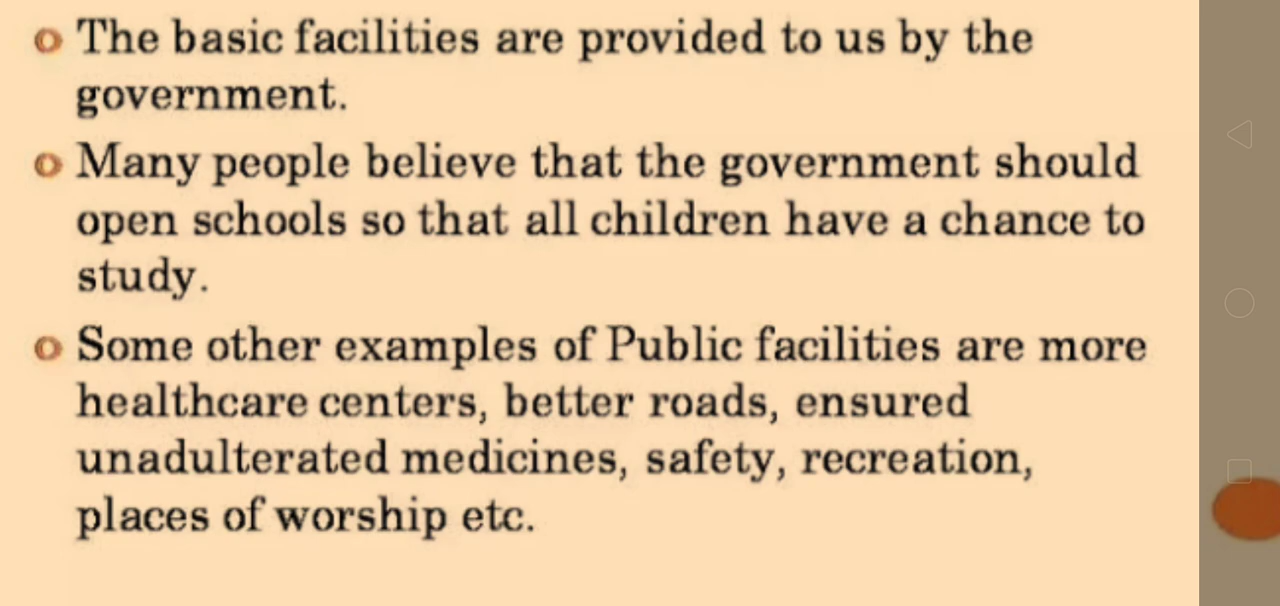 The basic facilities are provided to us by the
government.
Many people believe that the government should
open schools so that all children have a chance to
study.
Some other examples of Public facilities are more
healthcare centers, better roads, ensured
unadulterated medicines, safety, recreation,
places of worship etc.